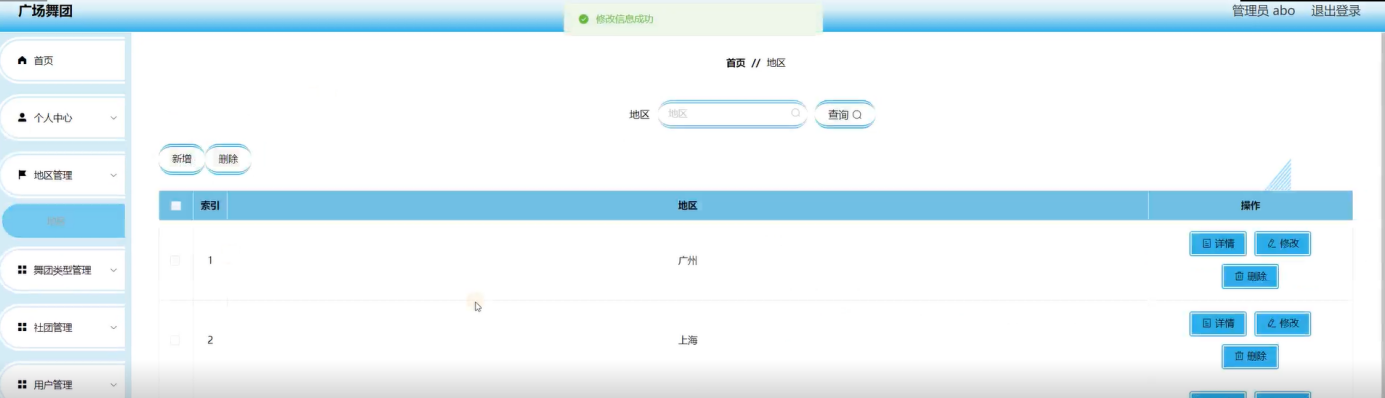 广场舞团
修改信息成功
管理员 abo 退出登录
首页
首页 // 地区
个人中心
地区 地区 查询
新增 删除
地区管理
索引 地区 操作
1 广州 详情 修改
删除
舞团类型管理
2 上海 详情 修改
社团管理
删除
用户管理